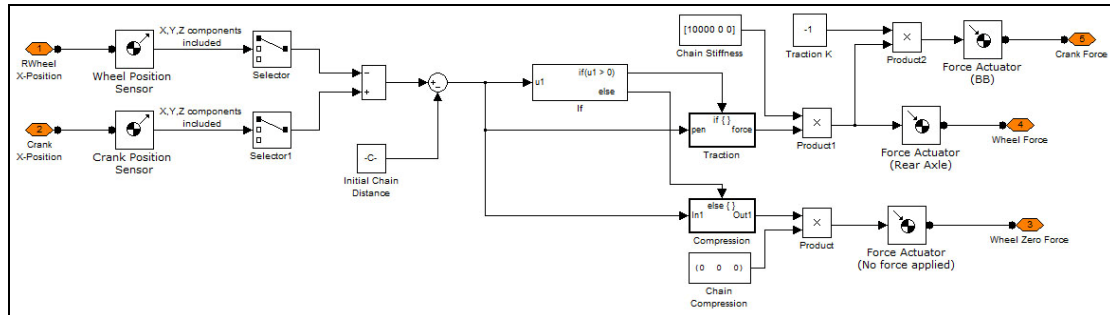 1
RWheel
X-Position
Wheel Position
Sensor
X,Y,Z components
included
Selector
2
Crank
X-Position
Crank Position
Sensor
X,Y,Z components
included
Selector1
−
+
+
−
-C-
Initial Chain
Distance
u1
if(u1 > 0)
else
If
[10000 0 0]
Chain Stiffness
if { }
pen
force
Traction
else { }
In1
Out1
Compression
(0 0 0)
Chain
Compression
-1
Traction K
×
Product2
×
Product1
×
Product
Force Actuator
(BB)
5
Crank Force
Force Actuator
(Rear Axle)
4
Wheel Force
Force Actuator
(No force applied)
3
Wheel Zero Force